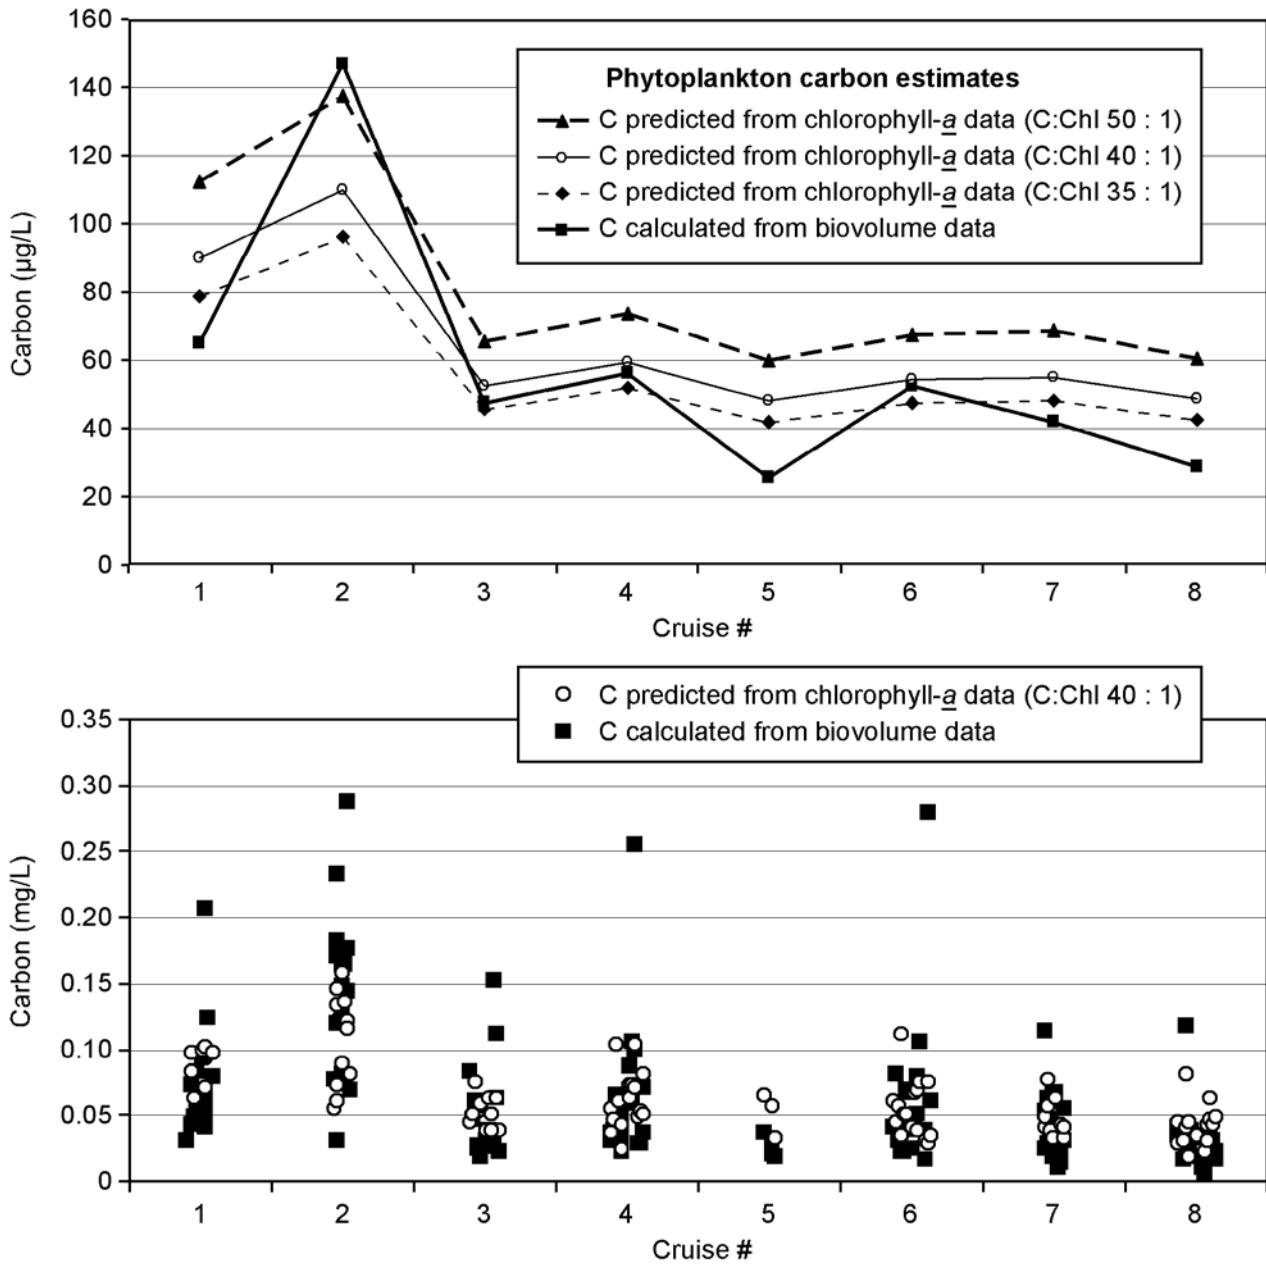 160
140
120
100
80
60
40
20
0
Carbon (µg/L)
Phytoplankton carbon estimates
C predicted from chlorophyll-a data (C:Chl 50 : 1)
C predicted from chlorophyll-a data (C:Chl 40 : 1)
C predicted from chlorophyll-a data (C:Chl 35 : 1)
C calculated from biovolume data
1 2 3 4 5 6 7 8
Cruise #
C predicted from chlorophyll-a data (C:Chl 40 : 1)
C calculated from biovolume data
0.35
0.30
0.25
0.20
0.15
0.10
0.05
0
Carbon (mg/L)
1 2 3 4 5 6 7 8
Cruise #